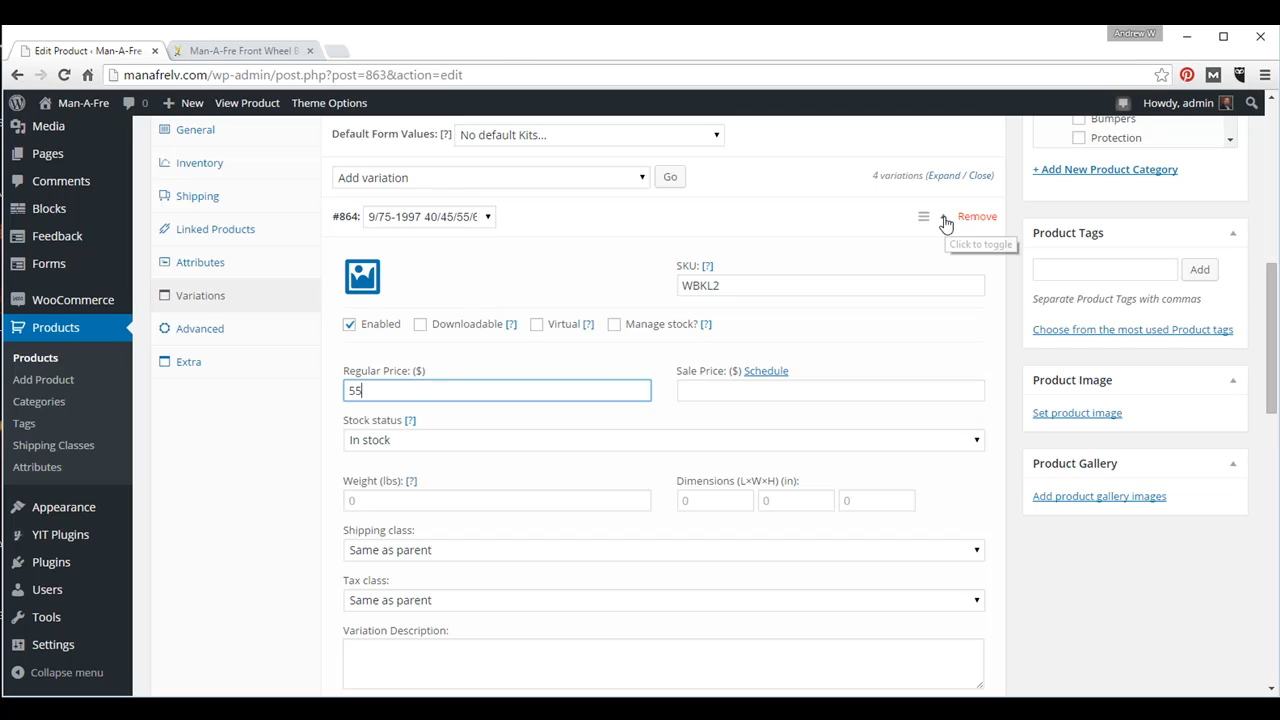 Andrew W
Edit Product ‹ Man-A-Fre
Man-A-Fre Front Wheel B
manafrelv.com/wp-admin/post.php?post=863&action=edit
Man-A-Fre 0 New View Product Theme Options Howdy, admin
Media
Pages
Comments
Blocks
Feedback
Forms
WooCommerce
Products
Products
Add Product
Categories
Tags
Shipping Classes
Attributes
Appearance
YIT Plugins
Plugins
Users
Tools
Settings
Collapse menu
General
Inventory
Shipping
Linked Products
Attributes
Variations
Advanced
Extra
Default Form Values: [?] No default Kits...
Add variation Go 4 variations (Expand / Close)
#864: 9/75-1997 40/45/55/6 Remove
Click to toggle
SKU: [?]
WBKL2
Enabled Downloadable [?] Virtual [?] Manage stock? [?]
Regular Price: ($) Sale Price: ($) Schedule
55
Stock status [?]
In stock
Weight (lbs): [?] Dimensions (L×W×H) (in):
0 0 0 0
Shipping class:
Same as parent
Tax class:
Same as parent
Variation Description:
Bumpers
Protection
+ Add New Product Category
Product Tags
Add
Separate Product Tags with commas
Choose from the most used Product tags
Product Image
Set product image
Product Gallery
Add product gallery images